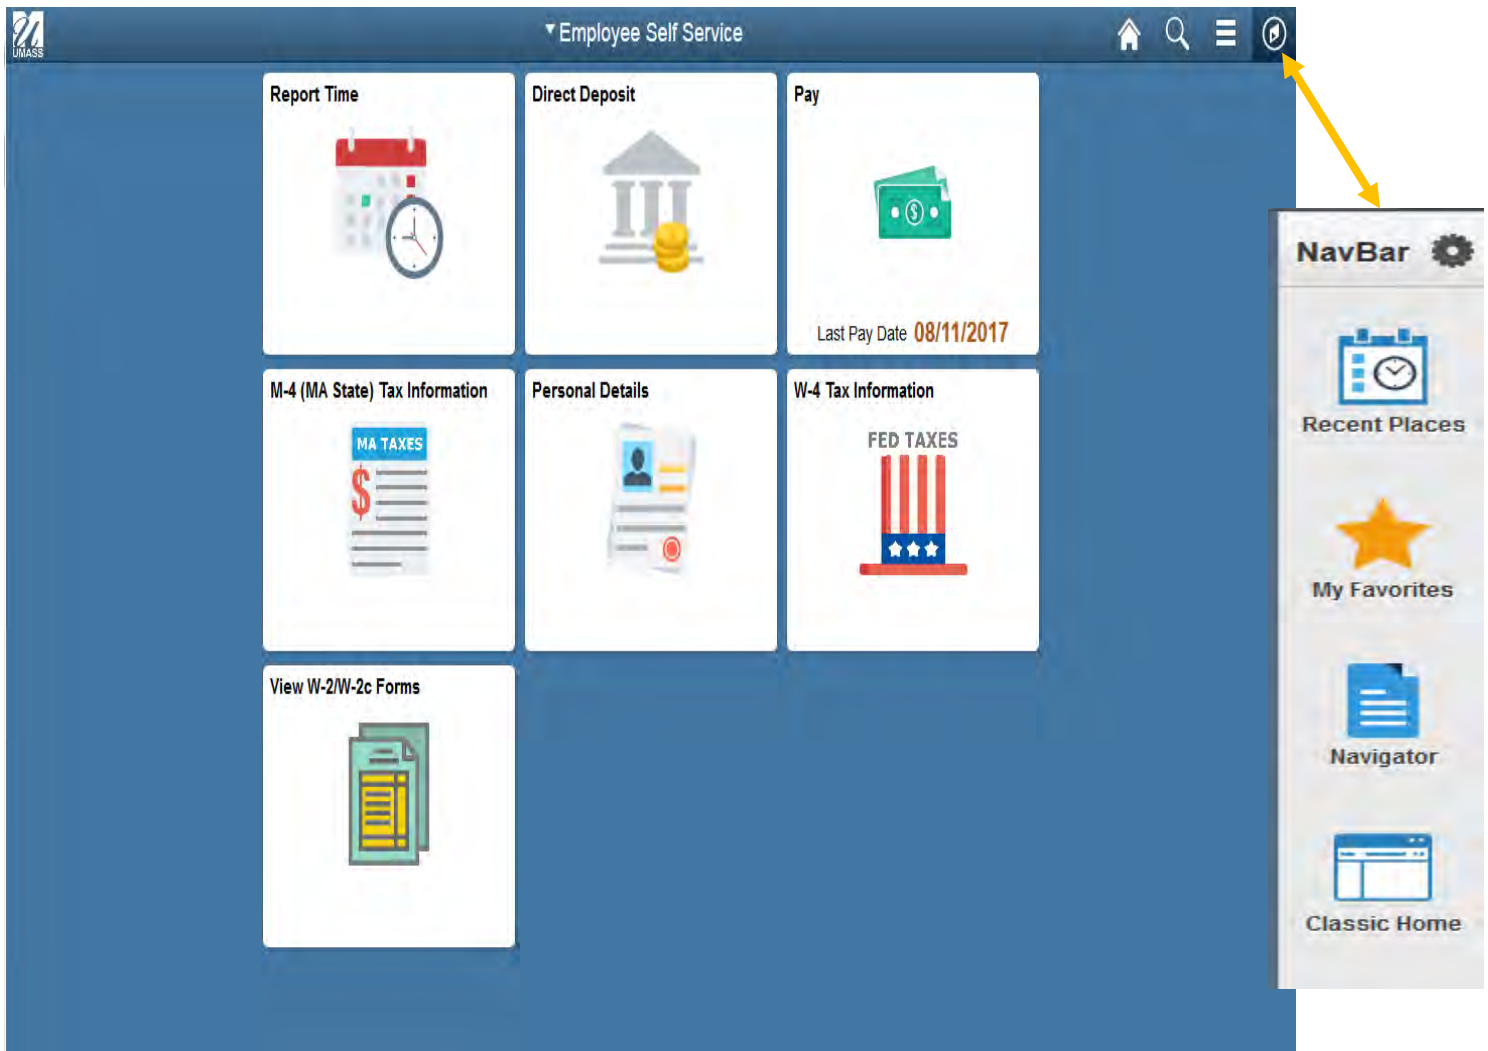 UMASS
Employee Self Service
Report Time
Direct Deposit
Pay
Last Pay Date 08/11/2017
M-4 (MA State) Tax Information
MA TAXES
$
Personal Details
W-4 Tax Information
FED TAXES
View W-2/W-2c Forms
NavBar
Recent Places
My Favorites
Navigator
Classic Home